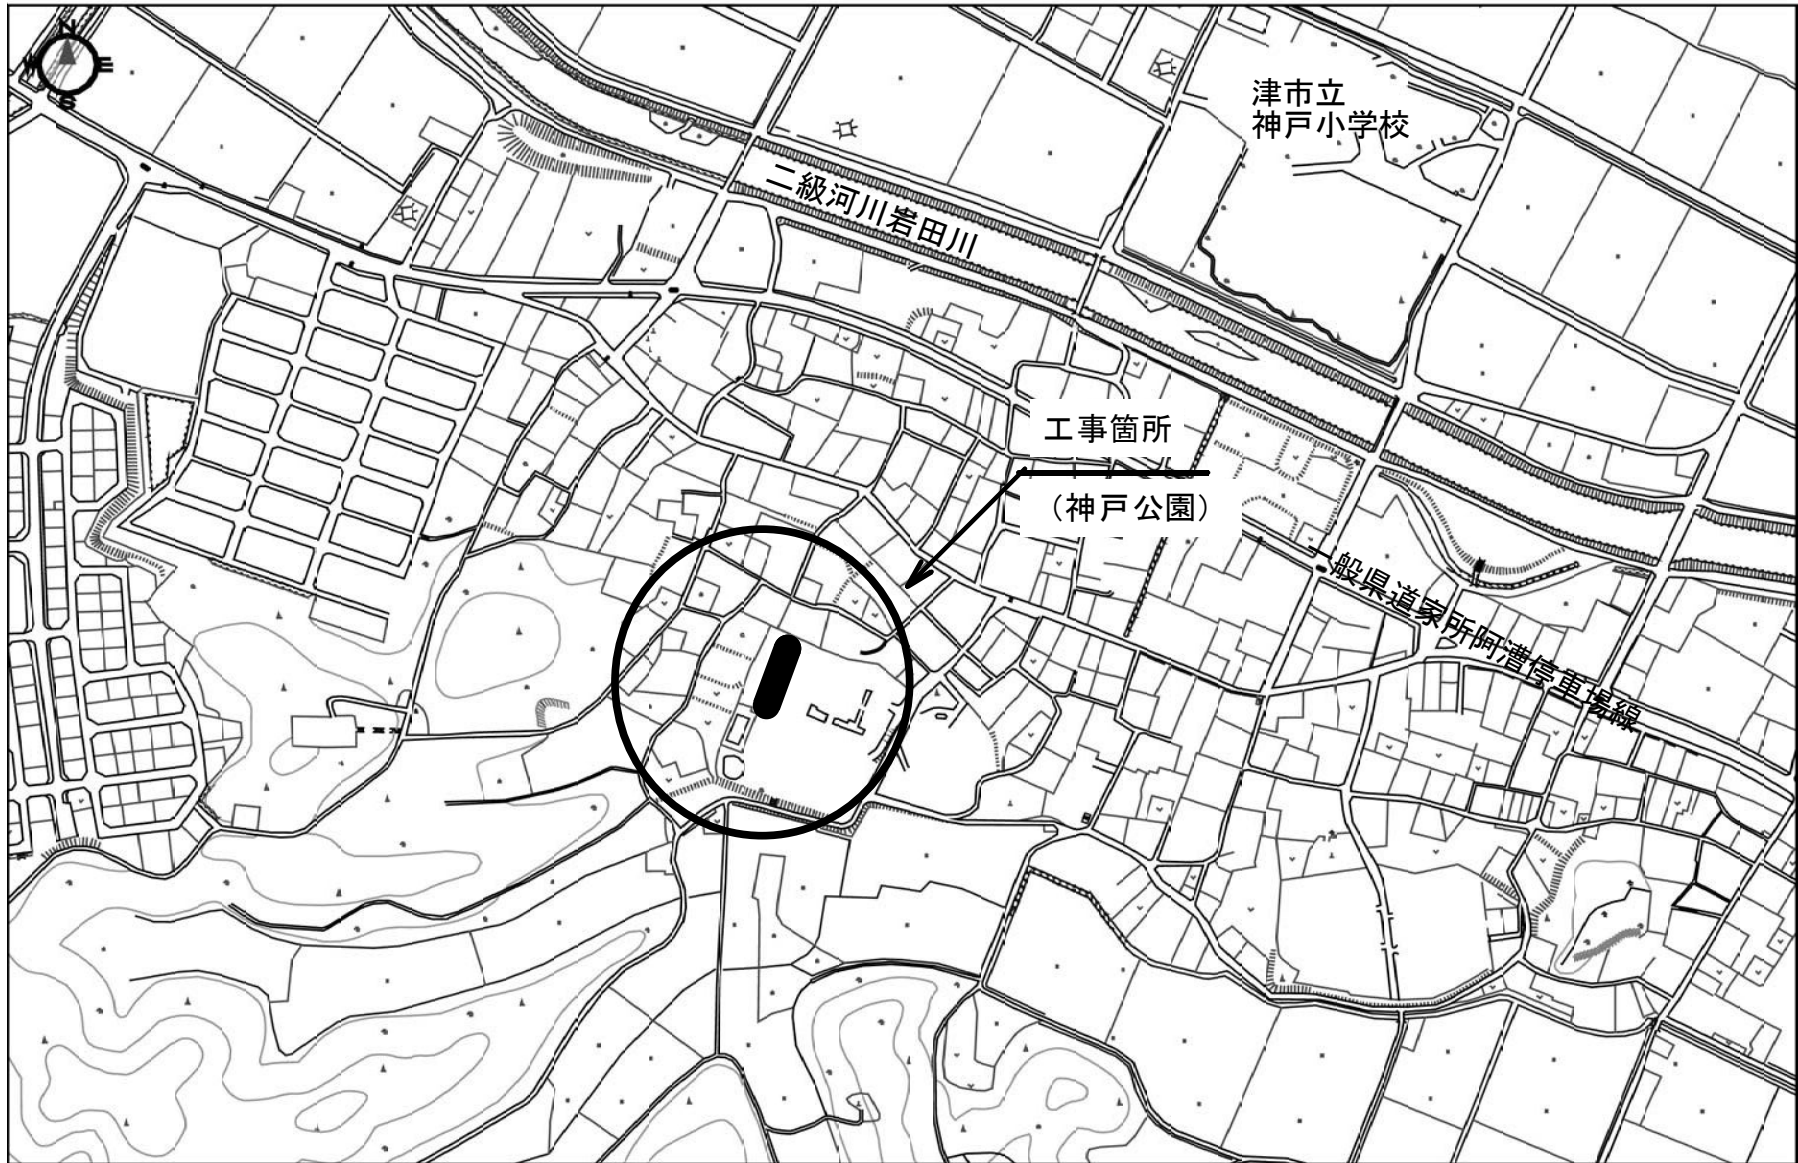 N
W E
S
津市立
神戸小学校
二級河川岩田川
工事箇所
(神戸公園)
一般県道家所阿漕停車場線